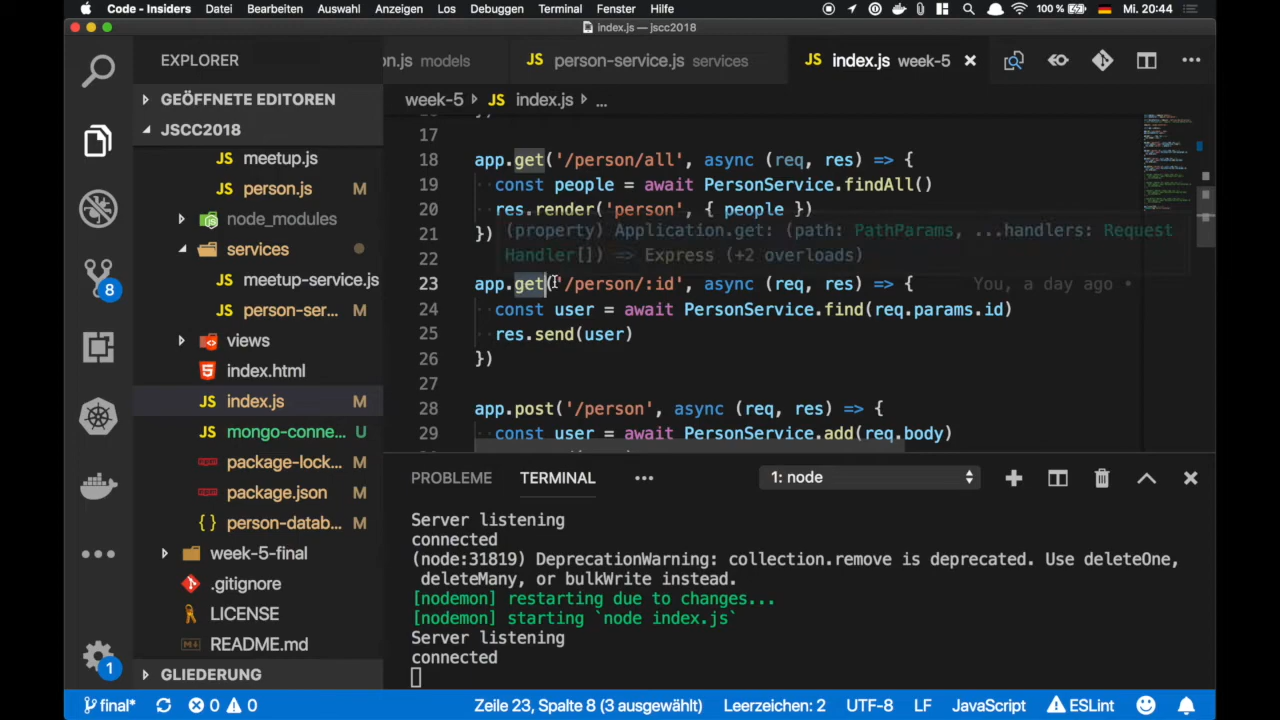 Code - Insiders Datei Bearbeiten Auswahl Anzeigen Los Debuggen Terminal Fenster Hilfe 100 % Mi. 20:44
index.js — jscc2018
EXPLORER
on.js models JS person-service.js services JS index.js week-5
GEÖFFNETE EDITOREN
week-5 JS index.js ...
JSCC2018
JS meetup.js
JS person.js M
node_modules
services
JS meetup-service.js
JS person-ser...
views
index.html
JS index.js M
JS mongo-conne... U
npm package-lock... M
npm package.json M
{} person-datab... M
week-5-final
.gitignore
LICENSE
README.md
GLIEDERUNG
8
1
17
18 app.get('/person/all', async (req, res) => {
19 const people = await PersonService.findAll()
20 res.render('person', { people })
21 })
(property) Application.get: (path: PathParams, ...handlers: Request
Handler[]) => Express (+2 overloads)
22
23 app.get('/person/:id', async (req, res) => { You, a day ago •
24 const user = await PersonService.find(req.params.id)
25 res.send(user)
26 })
27
28 app.post('/person', async (req, res) => {
29 const user = await PersonService.add(req.body)
PROBLEME TERMINAL ... 1: node
Server listening
connected
(node:31819) DeprecationWarning: collection.remove is deprecated. Use deleteOne,
deleteMany, or bulkWrite instead.
[nodemon] restarting due to changes...
[nodemon] starting `node index.js`
Server listening
connected
final* 0 0 Zeile 23, Spalte 8 (3 ausgewählt) Leerzeichen: 2 UTF-8 LF JavaScript ESLint